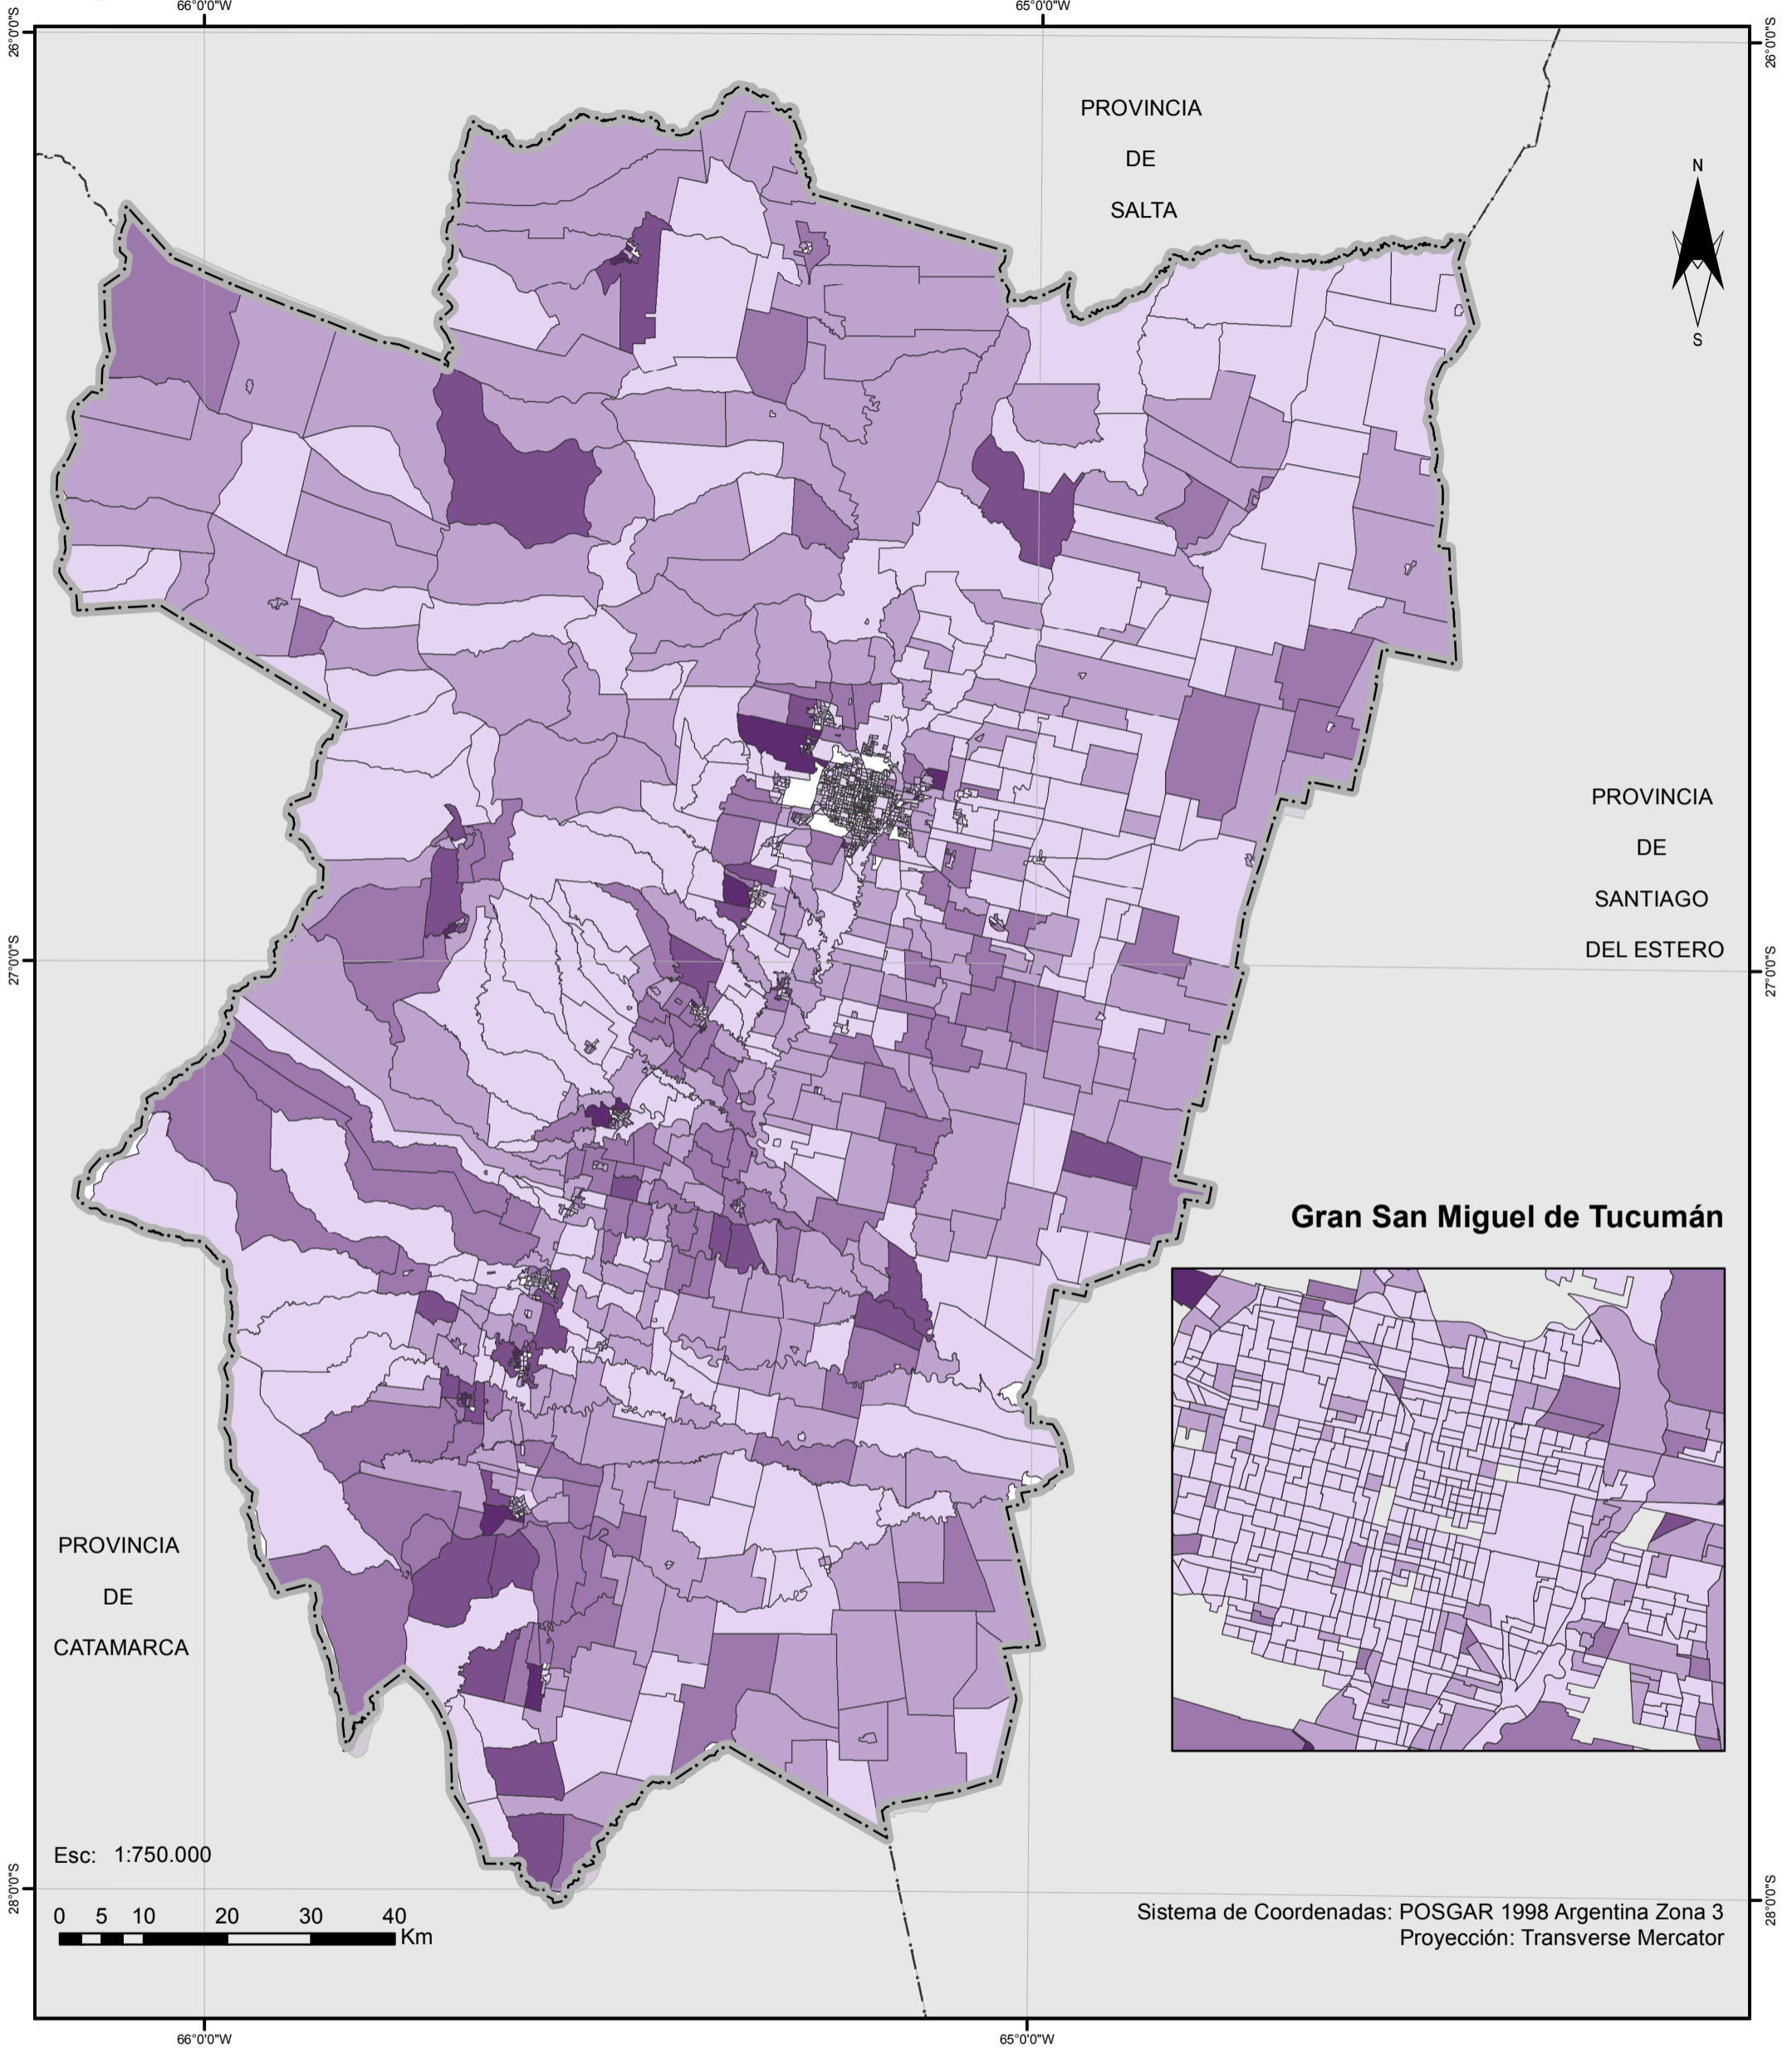 66°0'0"W
65°0'0"W
26°0'0"S
26°0'0"S
PROVINCIA
DE
SALTA
N
S
PROVINCIA
DE
SANTIAGO
DEL ESTERO
27°0'0"S
27°0'0"S
Gran San Miguel de Tucumán
PROVINCIA
DE
CATAMARCA
Esc: 1:750.000
0 5 10 20 30 40
Km
28°0'0"S
28°0'0"S
Sistema de Coordenadas: POSGAR 1998 Argentina Zona 3
Proyección: Transverse Mercator
66°0'0"W
65°0'0"W